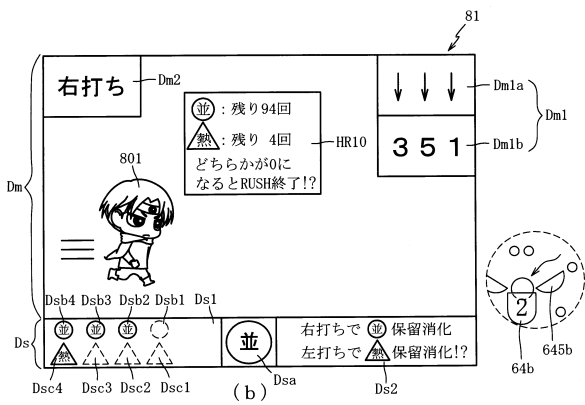 81
右打ち
Dm2
↓ ↓ ↓
Dm1a
Dm1
351
Dm1b
並:残り94回
熱:残り 4回
どちらかが0に
なるとRUSH終了!?
HR10
Dm
801
Dsb4 Dsb3 Dsb2 Dsb1 Ds1
Ds
並 並 並
熱
並
右打ちで 並 保留消化
左打ちで 熱 保留消化!?
Dsc4 Dsc3 Dsc2 Dsc1
(b)
Dsa
Ds2
2
64b
645b